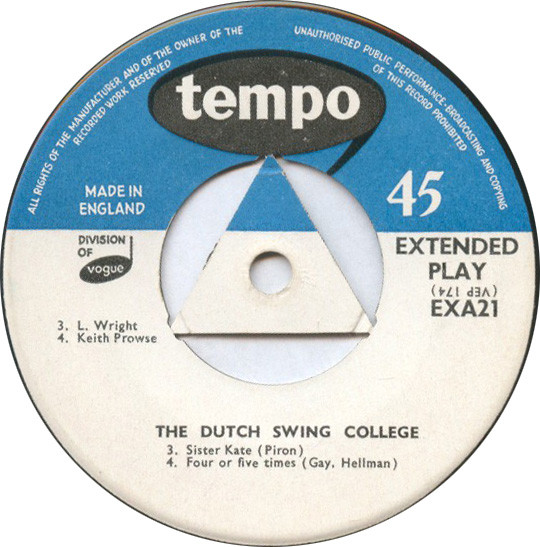 ALL RIGHTS OF THE MANUFACTURER AND OF THE OWNER OF THE
RECORDED WORK RESERVED
UNAUTHORISED PUBLIC PERFORMANCE, BROADCASTING AND COPYING
OF THIS RECORD PROHIBITED
tempo
MADE IN
ENGLAND
45
DIVISION
OF
vogue
EXTENDED
PLAY
(VEP 174)
EXA21
3. L. Wright
4. Keith Prowse
THE DUTCH SWING COLLEGE
3. Sister Kate (Piron)
4. Four or five times (Gay, Hellman)